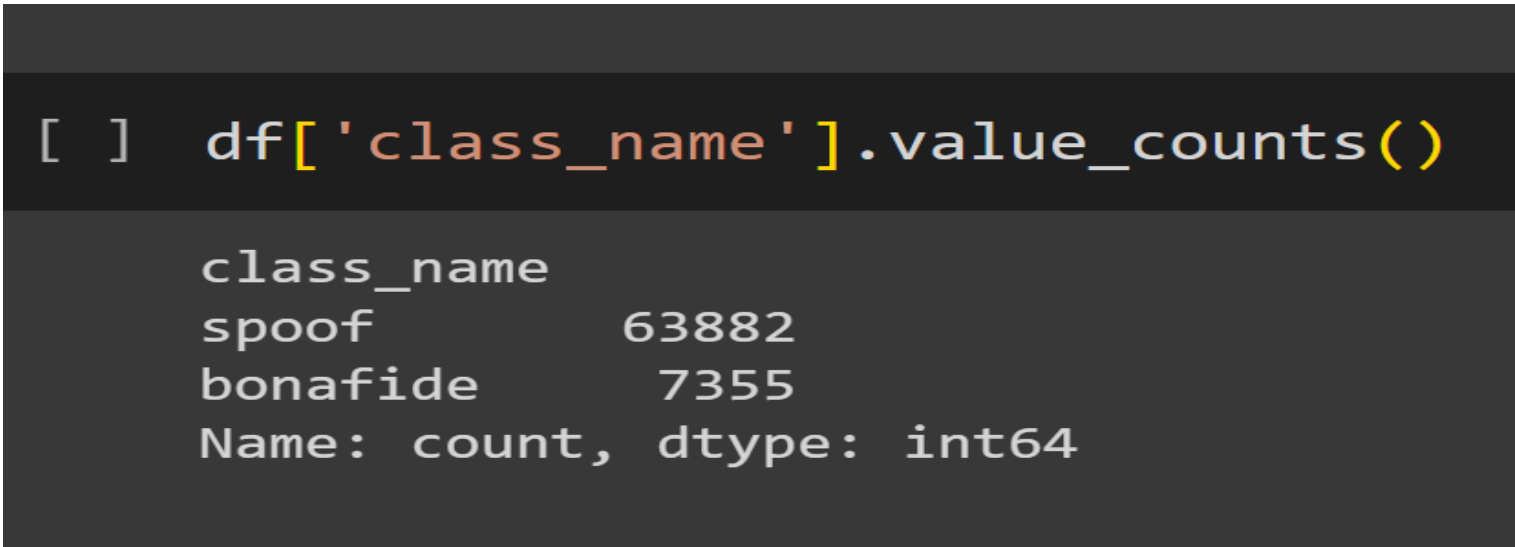 [ ] df['class_name'].value_counts()
class_name
spoof 63882
bonafide 7355
Name: count, dtype: int64